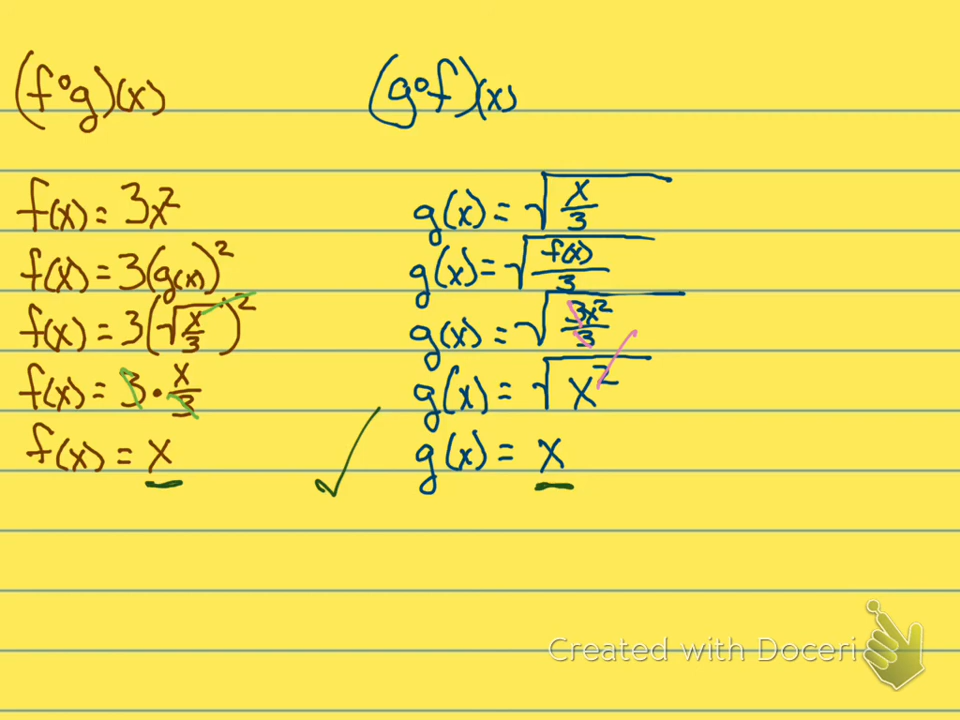 (f∘g)(x)
f(x) = 3x²
f(x) = 3(g(x))²
f(x) = 3(√(x/3))²
f(x) = 3 · x/3
f(x) = x
(g∘f)(x)
g(x) = √(x/3)
g(x) = √(f(x)/3)
g(x) = √(3x²/3)
g(x) = √(x²)
g(x) = x
✓
Created with Doceri